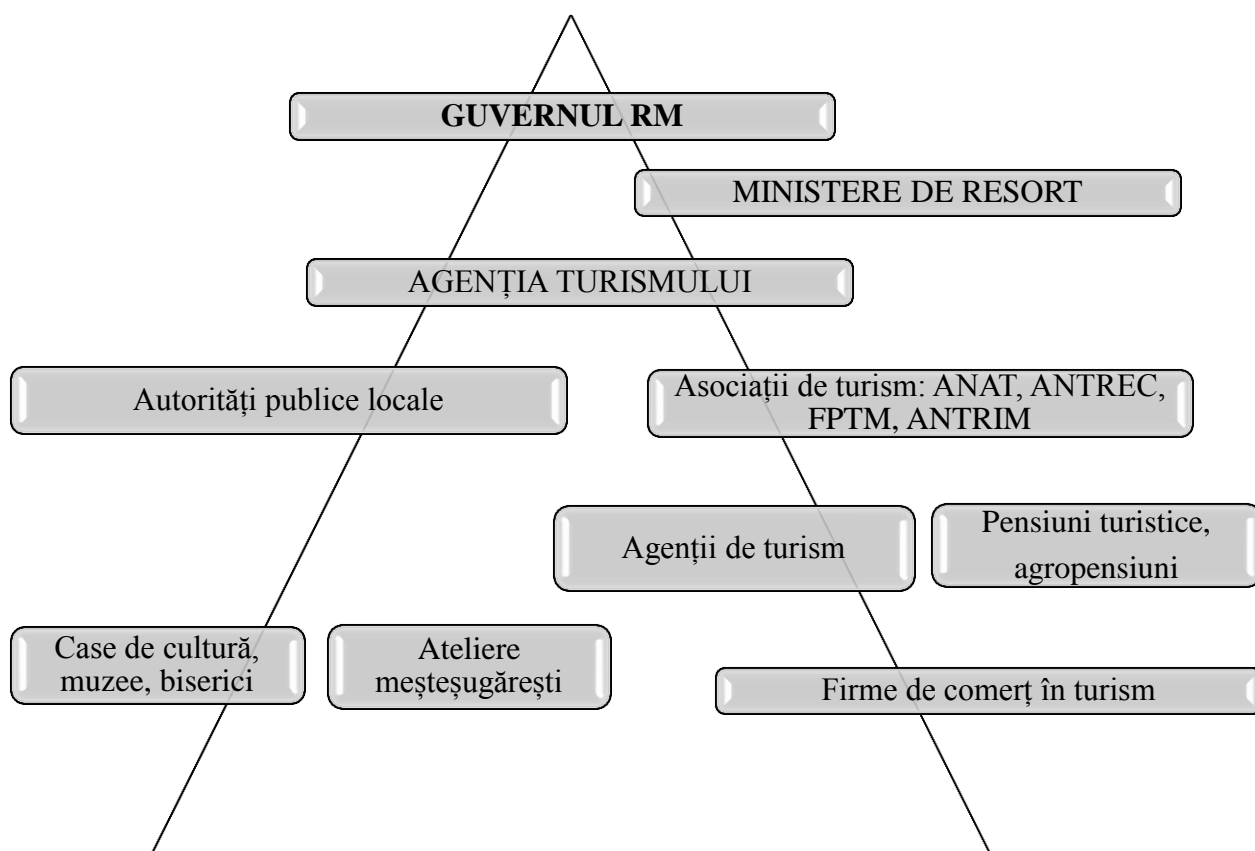 GUVERNUL RM
MINISTERE DE RESORT
AGENȚIA TURISMULUI
Autorități publice locale
Asociații de turism: ANAT, ANTREC,
FPTM, ANTRIM
Agenții de turism
Pensiuni turistice,
agropensiuni
Case de cultură,
muzee, biserici
Ateliere
meșteșugărești
Firme de comerț în turism